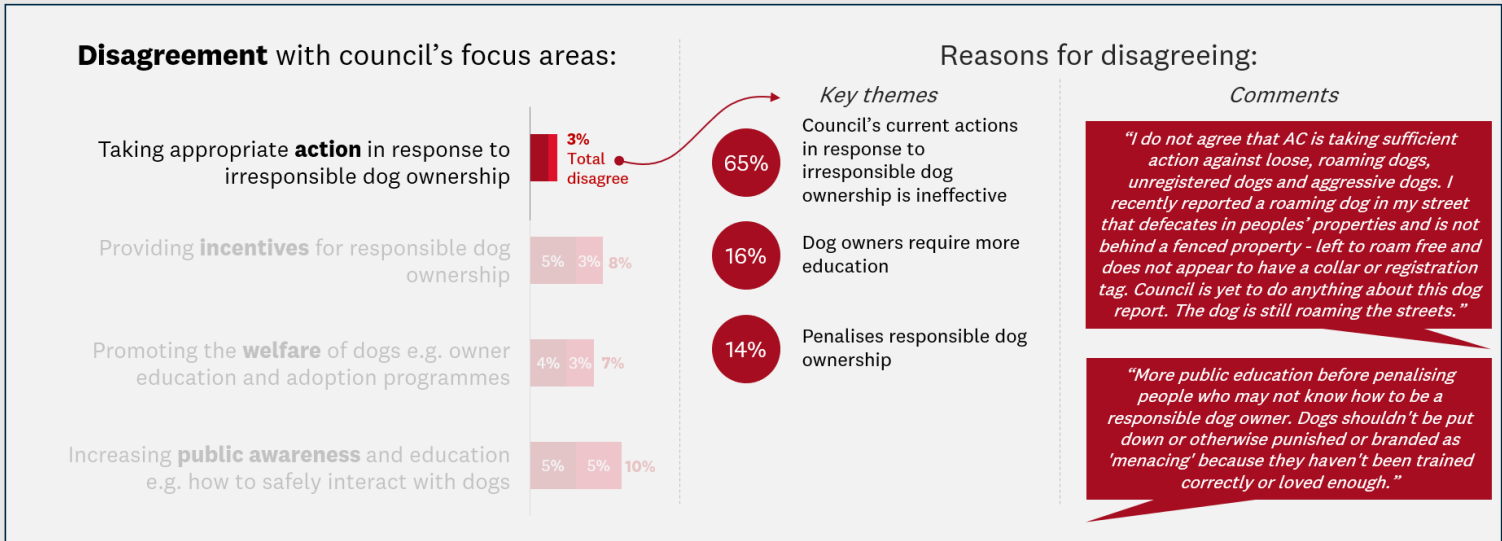 Disagreement with council's focus areas:
Taking appropriate action in response to
irresponsible dog ownership
3%
Total
disagree
Providing incentives for responsible dog
ownership
5% 3% 8%
Promoting the welfare of dogs e.g. owner
education and adoption programmes
4% 3% 7%
Increasing public awareness and education
e.g. how to safely interact with dogs
5% 5% 10%
Reasons for disagreeing:
Key themes
65%
Council's current actions
in response to
irresponsible dog
ownership is ineffective
16%
Dog owners require more
education
14%
Penalises responsible dog
ownership
Comments
“I do not agree that AC is taking sufficient
action against loose, roaming dogs,
unregistered dogs and aggressive dogs. I
recently reported a roaming dog in my street
that defecates in peoples’ properties and is not
behind a fenced property - left to roam free and
does not appear to have a collar or registration
tag. Council is yet to do anything about this dog
report. The dog is still roaming the streets.”
“More public education before penalising
people who may not know how to be a
responsible dog owner. Dogs shouldn't be put
down or otherwise punished or branded as
'menacing' because they haven't been trained
correctly or loved enough.”